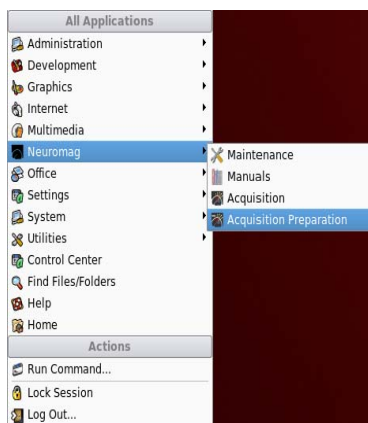 All Applications
Administration
Development
Graphics
Internet
Multimedia
Neuromag
Maintenance
Manuals
Acquisition
Acquisition Preparation
Office
Settings
System
Utilities
Control Center
Find Files/Folders
Help
Home
Actions
Run Command...
Lock Session
Log Out...